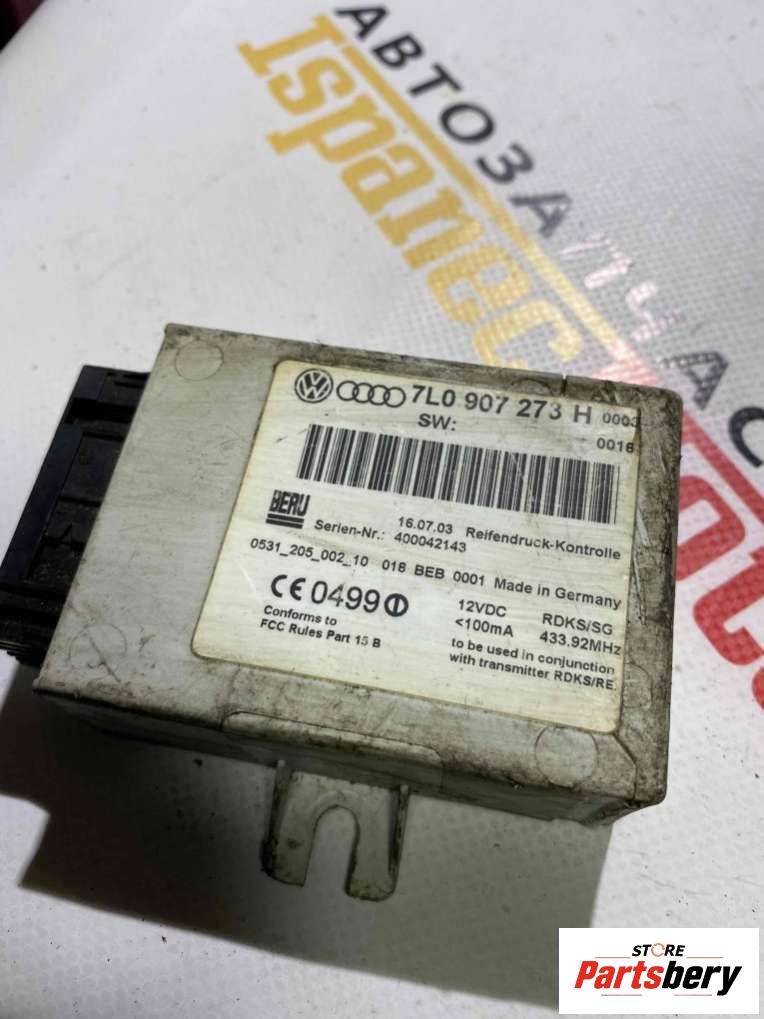 АВТОЗАПЧАС
Ispanec
7L0 907 273 H 0003
SW: 0016
BERU
16.07.03 Reifendruck-Kontrolle
Serien-Nr.: 400042143
0531_205_002_10 018 BEB 0001 Made in Germany
CE 0499
12VDC RDKS/SG
<100mA 433.92MHz
Conforms to
FCC Rules Part 15 B
to be used in conjunction
with transmitter RDKS/RE
STORE
Partsbery